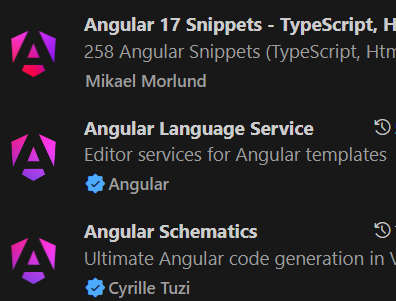 Angular 17 Snippets - TypeScript, H
258 Angular Snippets (TypeScript, Htm
Mikael Morlund
Angular Language Service
Editor services for Angular templates
Angular
Angular Schematics
Ultimate Angular code generation in V
Cyrille Tuzi